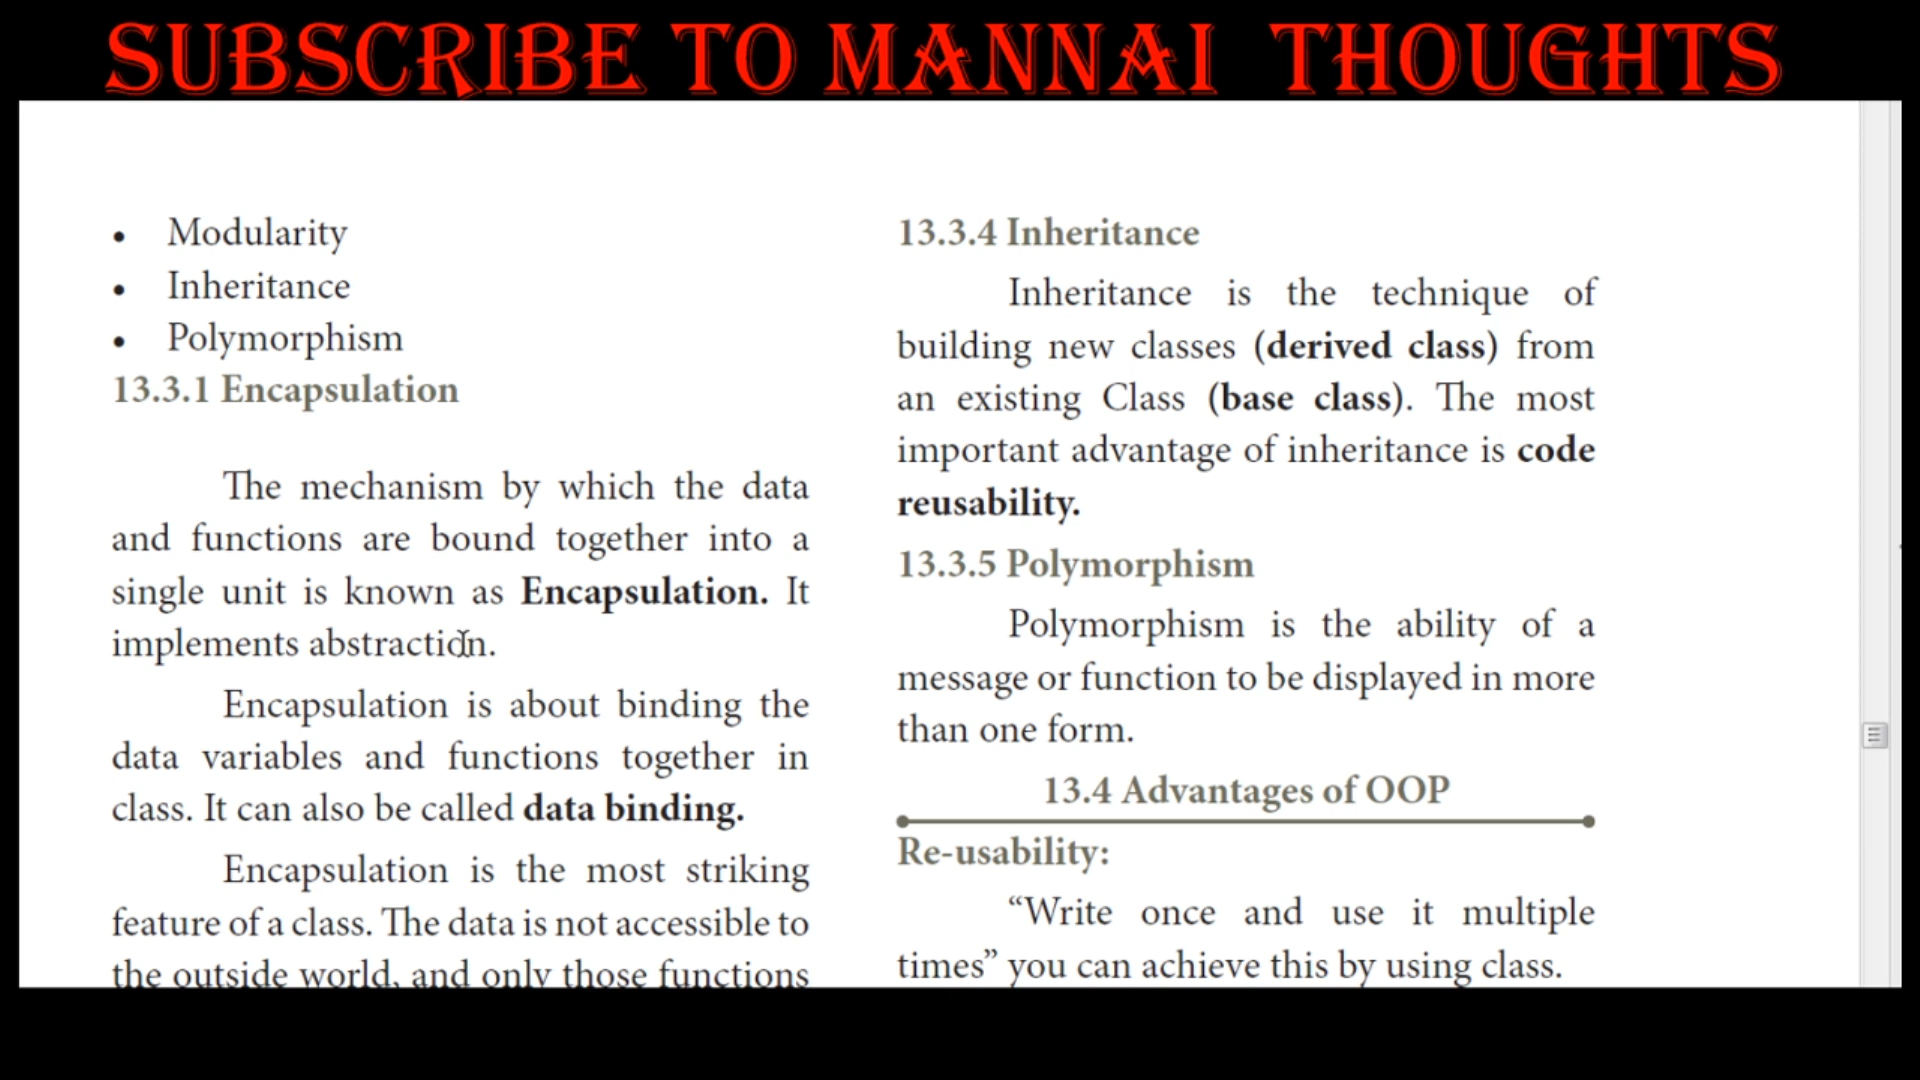 SUBSCRIBE TO MANNAI THOUGHTS
• Modularity
• Inheritance
• Polymorphism
13.3.1 Encapsulation
The mechanism by which the data
and functions are bound together into a
single unit is known as Encapsulation. It
implements abstraction.
Encapsulation is about binding the
data variables and functions together in
class. It can also be called data binding.
Encapsulation is the most striking
feature of a class. The data is not accessible to
the outside world, and only those functions
13.3.4 Inheritance
Inheritance is the technique of
building new classes (derived class) from
an existing Class (base class). The most
important advantage of inheritance is code
reusability.
13.3.5 Polymorphism
Polymorphism is the ability of a
message or function to be displayed in more
than one form.
13.4 Advantages of OOP
Re-usability:
“Write once and use it multiple
times” you can achieve this by using class.